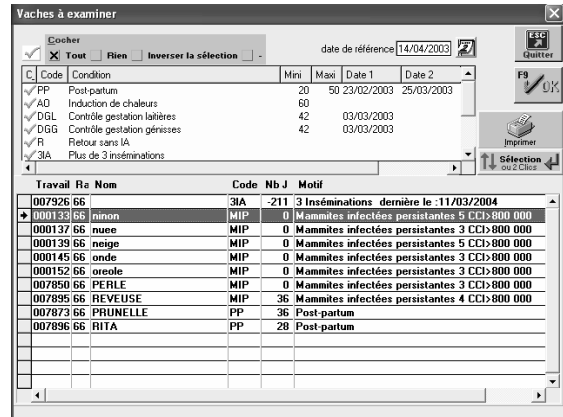 Vaches à examiner
Cocher
Tout Rien Inverser la sélection -
date de référence 14/04/2003
ESC
Quitter
C_ Code Condition Mini Maxi Date 1 Date 2
PP Post-partum 20 50 23/02/2003 25/03/2003
AO Induction de chaleurs 60
DGL Contrôle gestation laitières 42 03/03/2003
DGG Contrôle gestation génisses 42 03/03/2003
R Retour sans IA
3IA Plus de 3 inséminations
F9
OK
Imprimer
Sélection
ou 2 Clics
Travail Ra Nom Code Nb J Motif
007926 66 3IA -211 3 Inséminations dernière le :11/03/2004
000133 66 ninon MIP 0 Mammites infectées persistantes 5 CCI>800 000
000137 66 nuee MIP 0 Mammites infectées persistantes 3 CCI>800 000
000139 66 neige MIP 0 Mammites infectées persistantes 5 CCI>800 000
000145 66 onde MIP 0 Mammites infectées persistantes 3 CCI>800 000
000152 66 oreole MIP 0 Mammites infectées persistantes 3 CCI>800 000
007850 66 PERLE MIP 0 Mammites infectées persistantes 3 CCI>800 000
007895 66 REVEUSE MIP 36 Mammites infectées persistantes 4 CCI>800 000
007873 66 PRUNELLE PP 36 Post-partum
007896 66 RITA PP 28 Post-partum